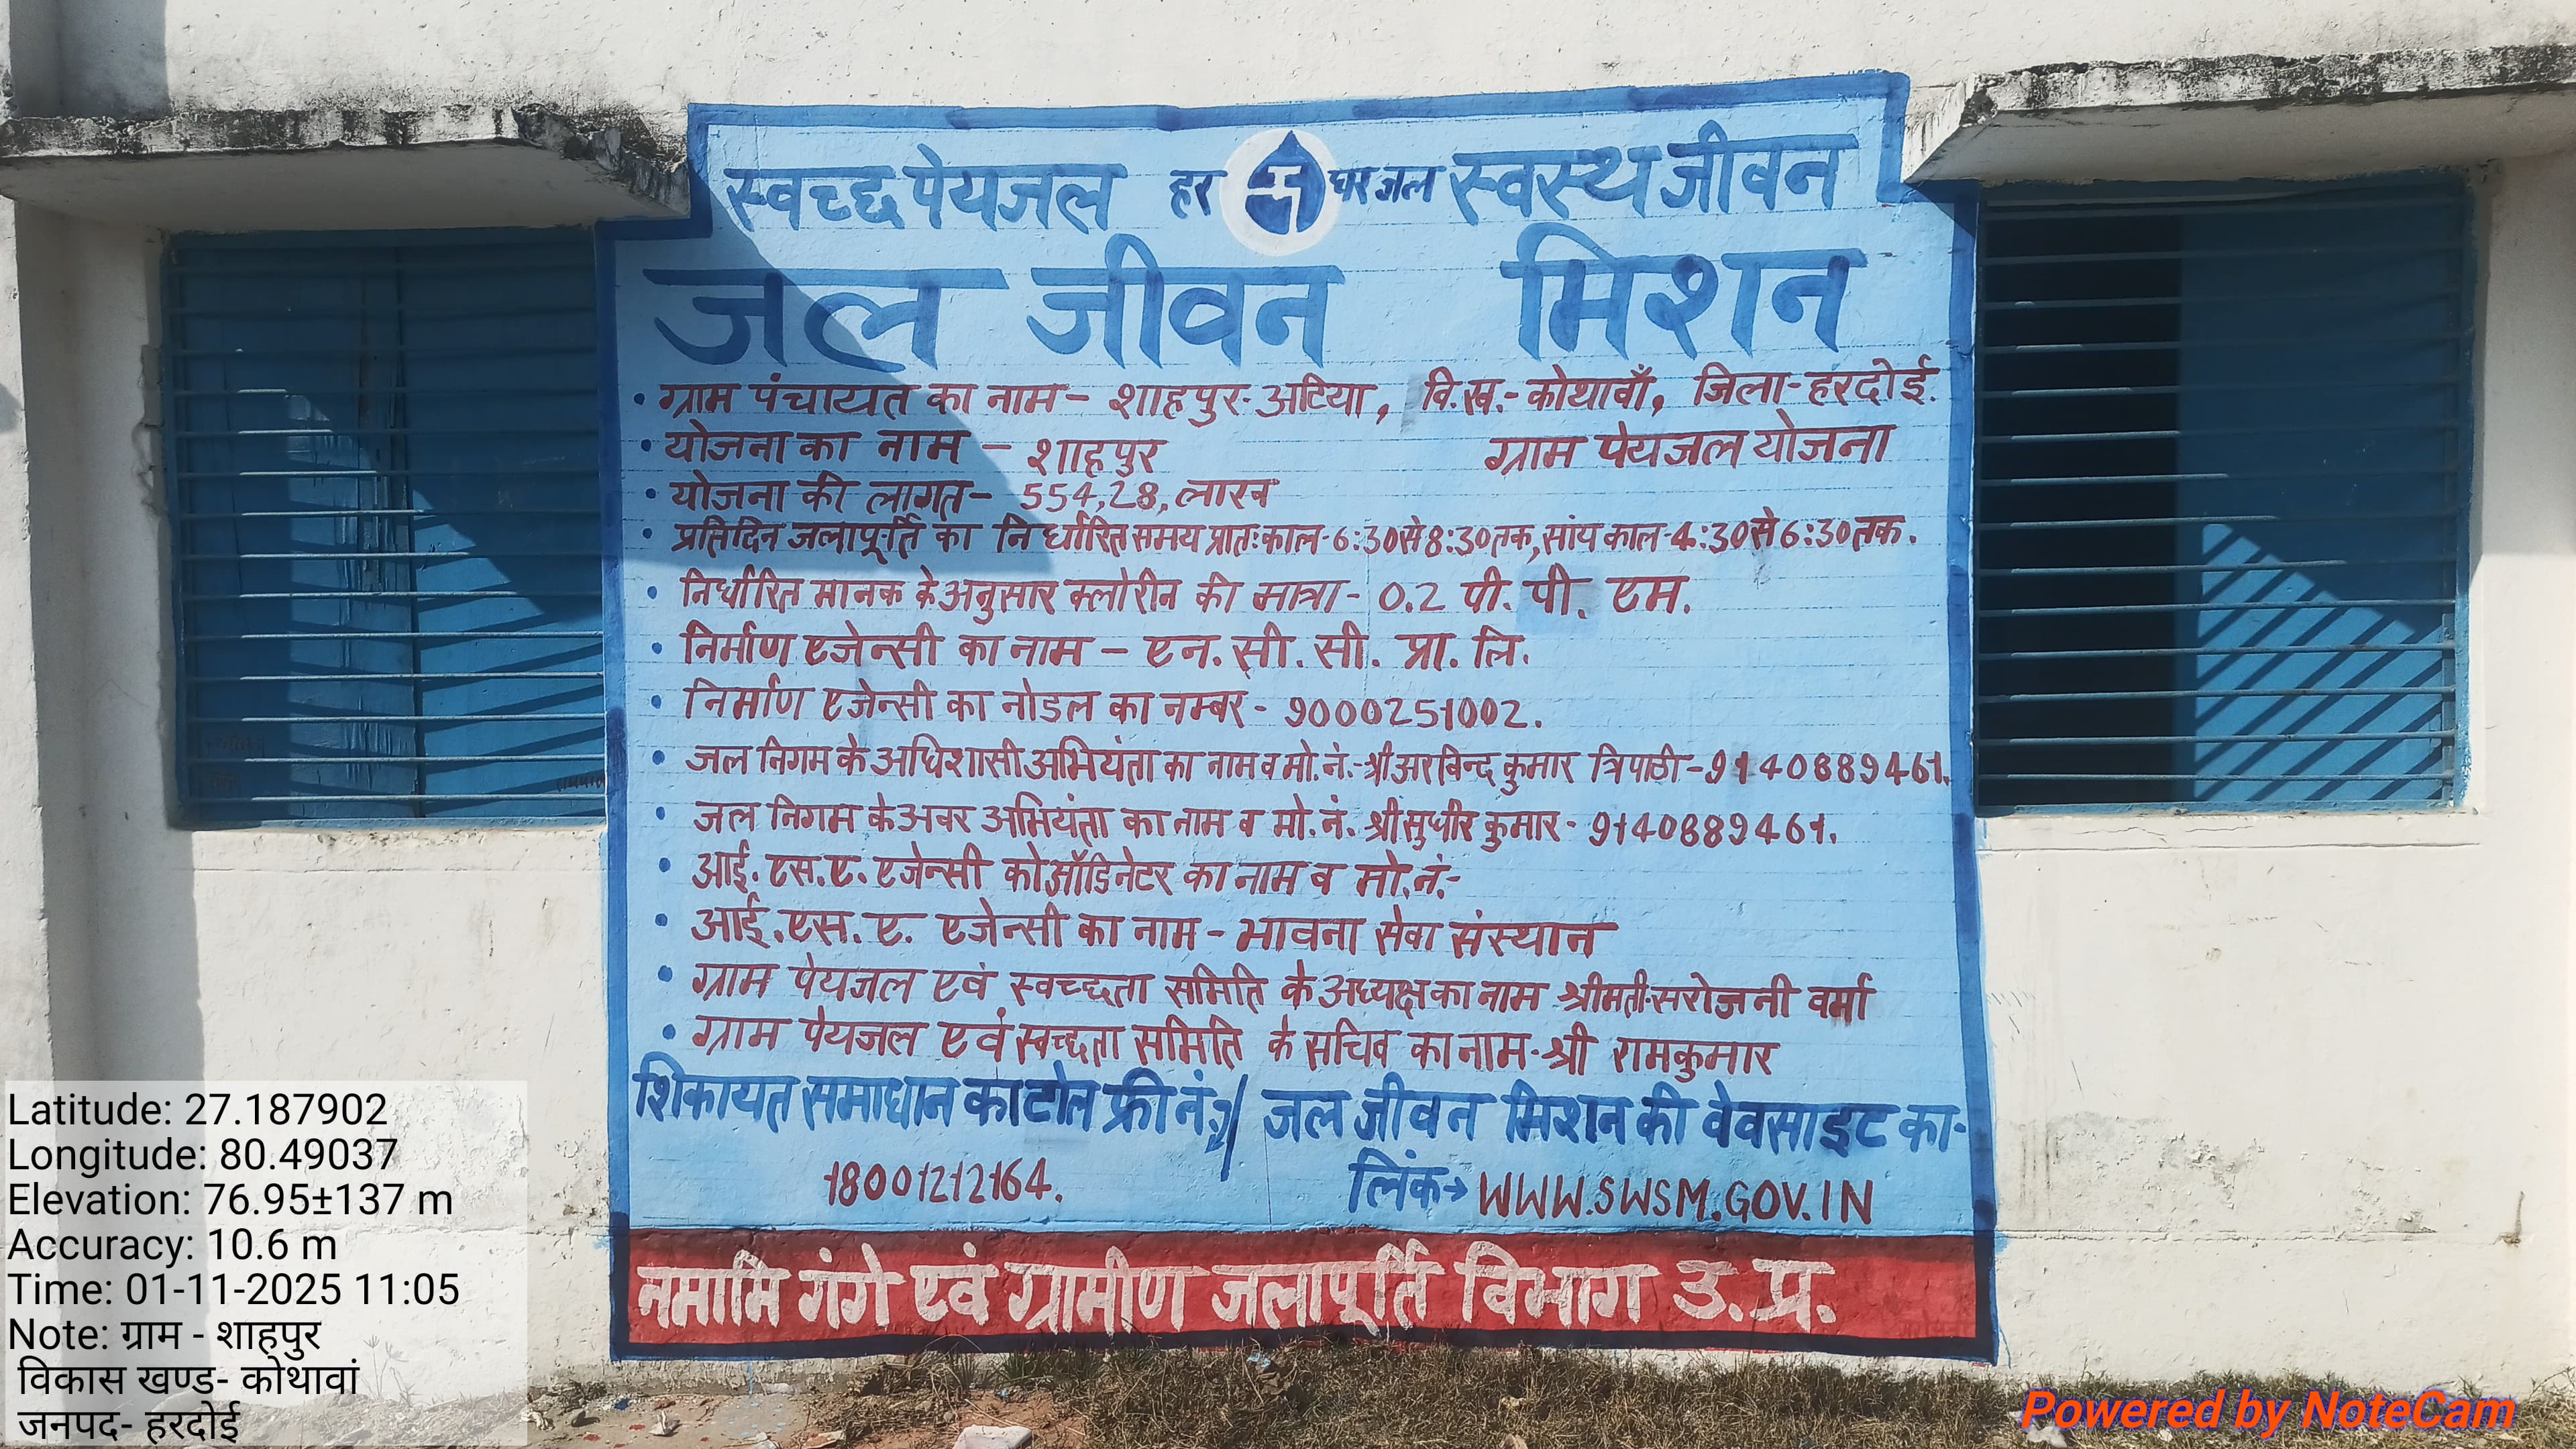 स्वच्छ पेयजल हर घर जल स्वस्थ जीवन
जल जीवन मिशन
• ग्राम पंचायत का नाम - शाहपुर-अटिया, वि.ख.- कोथावाँ, जिला-हरदोई.
• योजना का नाम - शाहपुर ग्राम पेयजल योजना
• योजना की लागत- 554,28, लाख
• प्रतिदिन जलापूर्ति का निर्धारित समय प्रातःकाल-6:30से8:30तक, सांय काल-4:30से6:30तक.
• निर्धारित मानक के अनुसार क्लोरीन की मात्रा- 0.2 पी. पी. एम.
• निर्माण एजेन्सी का नाम - एन. सी. सी. प्रा. लि.
• निर्माण एजेन्सी का नोडल का नम्बर- 9000251002.
• जल निगम के अधिशासी अभियंता का नाम व मो.नं.-श्री अरविन्द कुमार त्रिपाठी-9140889461.
• जल निगम के अवर अभियंता का नाम व मो.नं. श्री सुधीर कुमार- 9140889461.
• आई.एस.ए. एजेन्सी कोऑडिनेटर का नाम व मो.नं.-
• आई.एस.ए. एजेन्सी का नाम - भावना सेवा संस्थान
• ग्राम पेयजल एवं स्वच्छता समिति के अध्यक्ष का नाम श्रीमती-सरोजनी वर्मा
• ग्राम पेयजल एवं स्वच्छता समिति के सचिव का नाम-श्री रामकुमार
शिकायत समाधान का टोल फ्री नं.:/ जल जीवन मिशन की वेवसाइट का-
18001212164. लिंक→ WWW.SWSM.GOV.IN
नमामि गंगे एवं ग्रामीण जलापूर्ति विभाग उ.प्र.
Latitude: 27.187902
Longitude: 80.49037
Elevation: 76.95±137 m
Accuracy: 10.6 m
Time: 01-11-2025 11:05
Note: ग्राम - शाहपुर
विकास खण्ड- कोथावां
जनपद- हरदोई
Powered by NoteCam